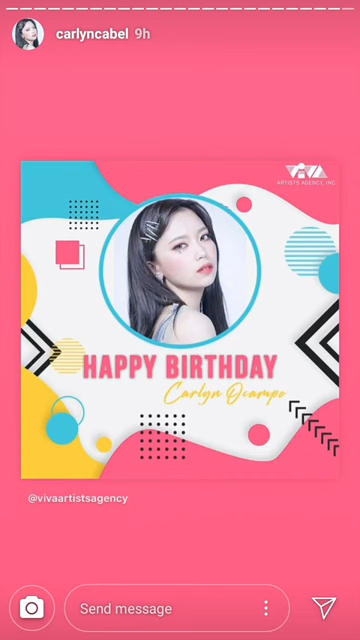 carlyncabel 9h
VIVA
ARTISTS AGENCY, INC.
HAPPY BIRTHDAY
Carlyn Ocampo
@vivaartistsagency
Send message